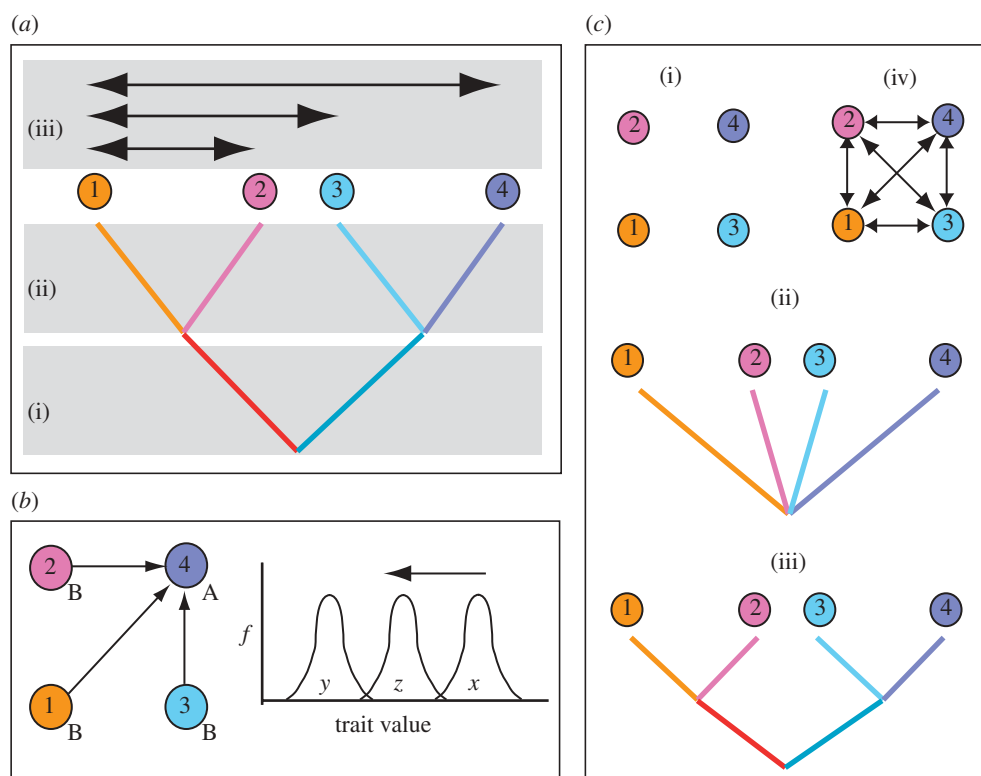 (a)
(iii)
1 2 3 4
(ii)
(i)
(b)
2 B 4 A
1 B 3 B
f
y z x
trait value
(c)
(i) (iv)
2 4 2 4
1 3 1 3
(ii)
1 2 3 4
(iii)
1 2 3 4